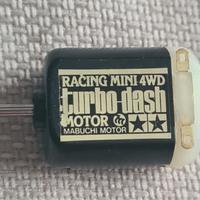 RACING MINI 4WD
turbo-dash
MOTOR
MABUCHI MOTOR